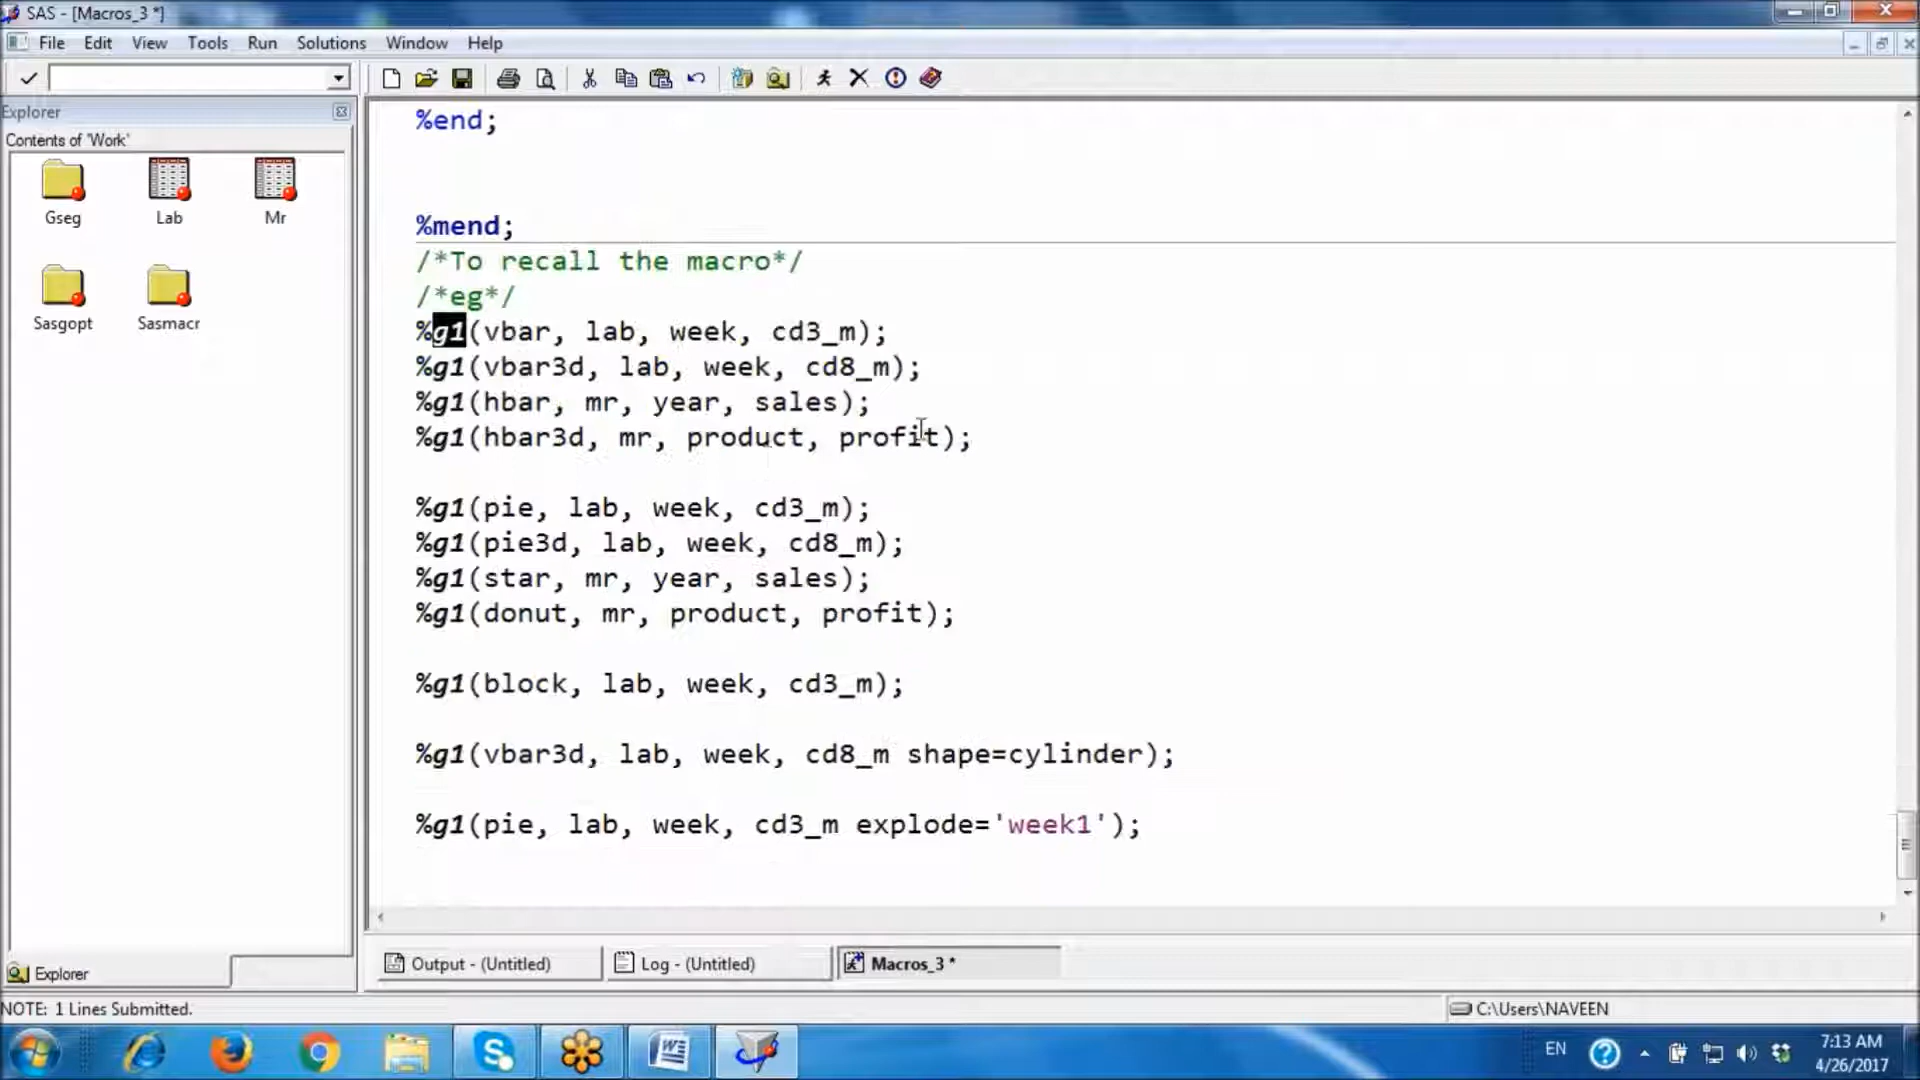 SAS - [Macros_3 *]
File Edit View Tools Run Solutions Window Help
Explorer
Contents of 'Work'
Gseg Lab Mr
Sasgopt Sasmacr
%end;
%mend;
/*To recall the macro*/
/*eg*/
%g1(vbar, lab, week, cd3_m);
%g1(vbar3d, lab, week, cd8_m);
%g1(hbar, mr, year, sales);
%g1(hbar3d, mr, product, profit);
%g1(pie, lab, week, cd3_m);
%g1(pie3d, lab, week, cd8_m);
%g1(star, mr, year, sales);
%g1(donut, mr, product, profit);
%g1(block, lab, week, cd3_m);
%g1(vbar3d, lab, week, cd8_m shape=cylinder);
%g1(pie, lab, week, cd3_m explode='week1');
Explorer
Output - (Untitled) Log - (Untitled) Macros_3 *
NOTE: 1 Lines Submitted. C:\Users\NAVEEN
EN 7:13 AM
4/26/2017